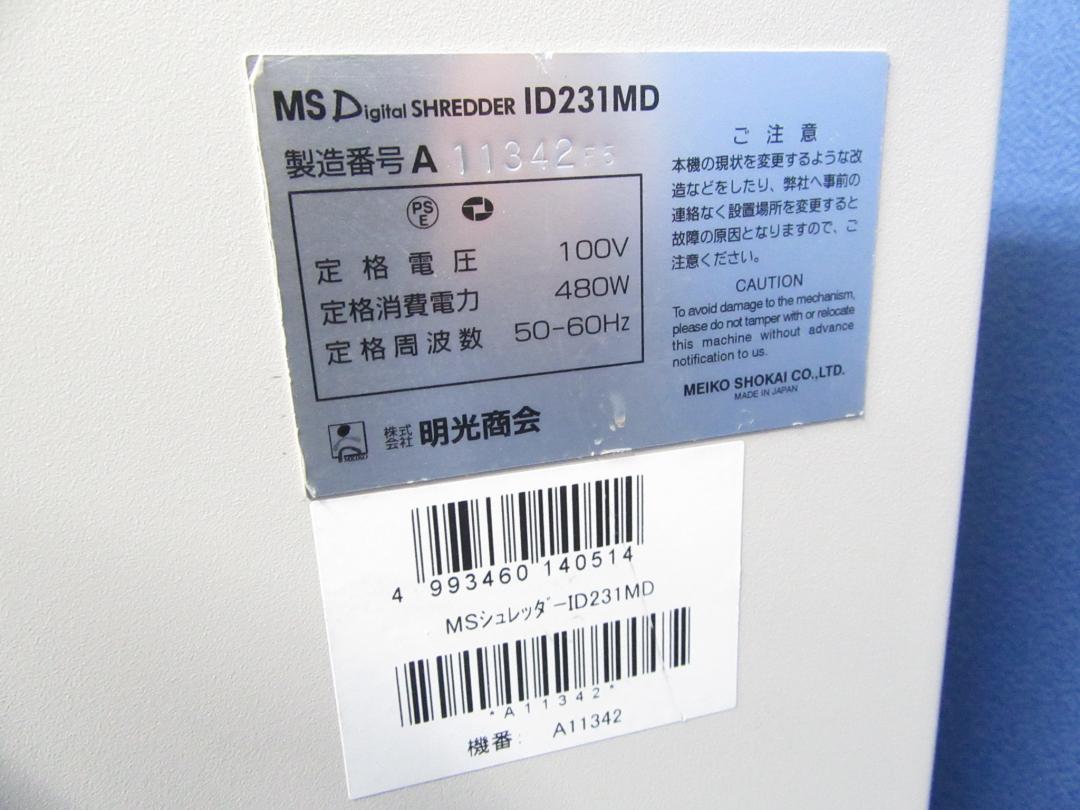 MS Digital SHREDDER ID231MD
製造番号 A 11342
PS
E
定格電圧 100V
定格消費電力 480W
定格周波数 50-60Hz
株式
会社 明光商会
ご注意
本機の現状を変更するような改
造などをしたり、弊社へ事前の
連絡なく設置場所を変更すると
故障の原因となりますので、ご
注意ください。
CAUTION
To avoid damage to the mechanism,
please do not tamper with or relocate
this machine without advance
notification to us.
MEIKO SHOKAI CO.,LTD.
MADE IN JAPAN
4 993460 140514
MSシュレッダーID231MD
*A11342*
機番: A11342